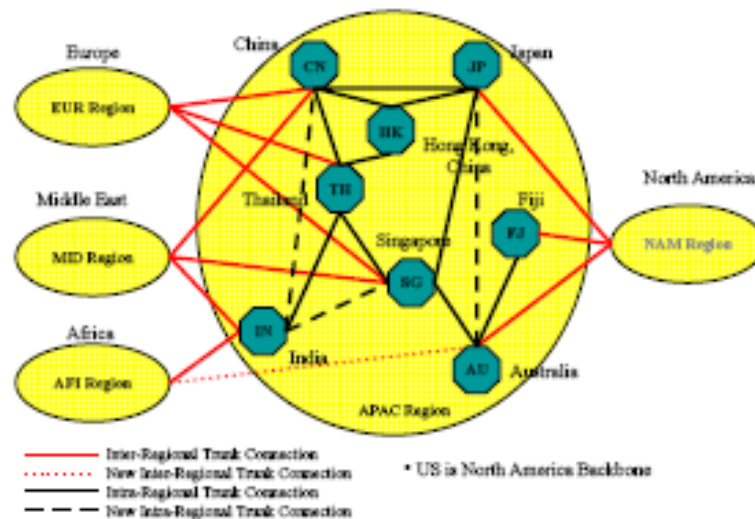 China
Japan
Europe
CN
JP
EUR Region
HK
Hong Kong,
China
TH
Thailand
North America
Middle East
Fiji
FJ
NAM Region
Singapore
MID Region
SG
Africa
IN
India
AFI Region
AU
Australia
APAC Region
Inter-Regional Trunk Connection
New Inter-Regional Trunk Connection
Intra-Regional Trunk Connection
New Intra-Regional Trunk Connection
* US is North America Backbone